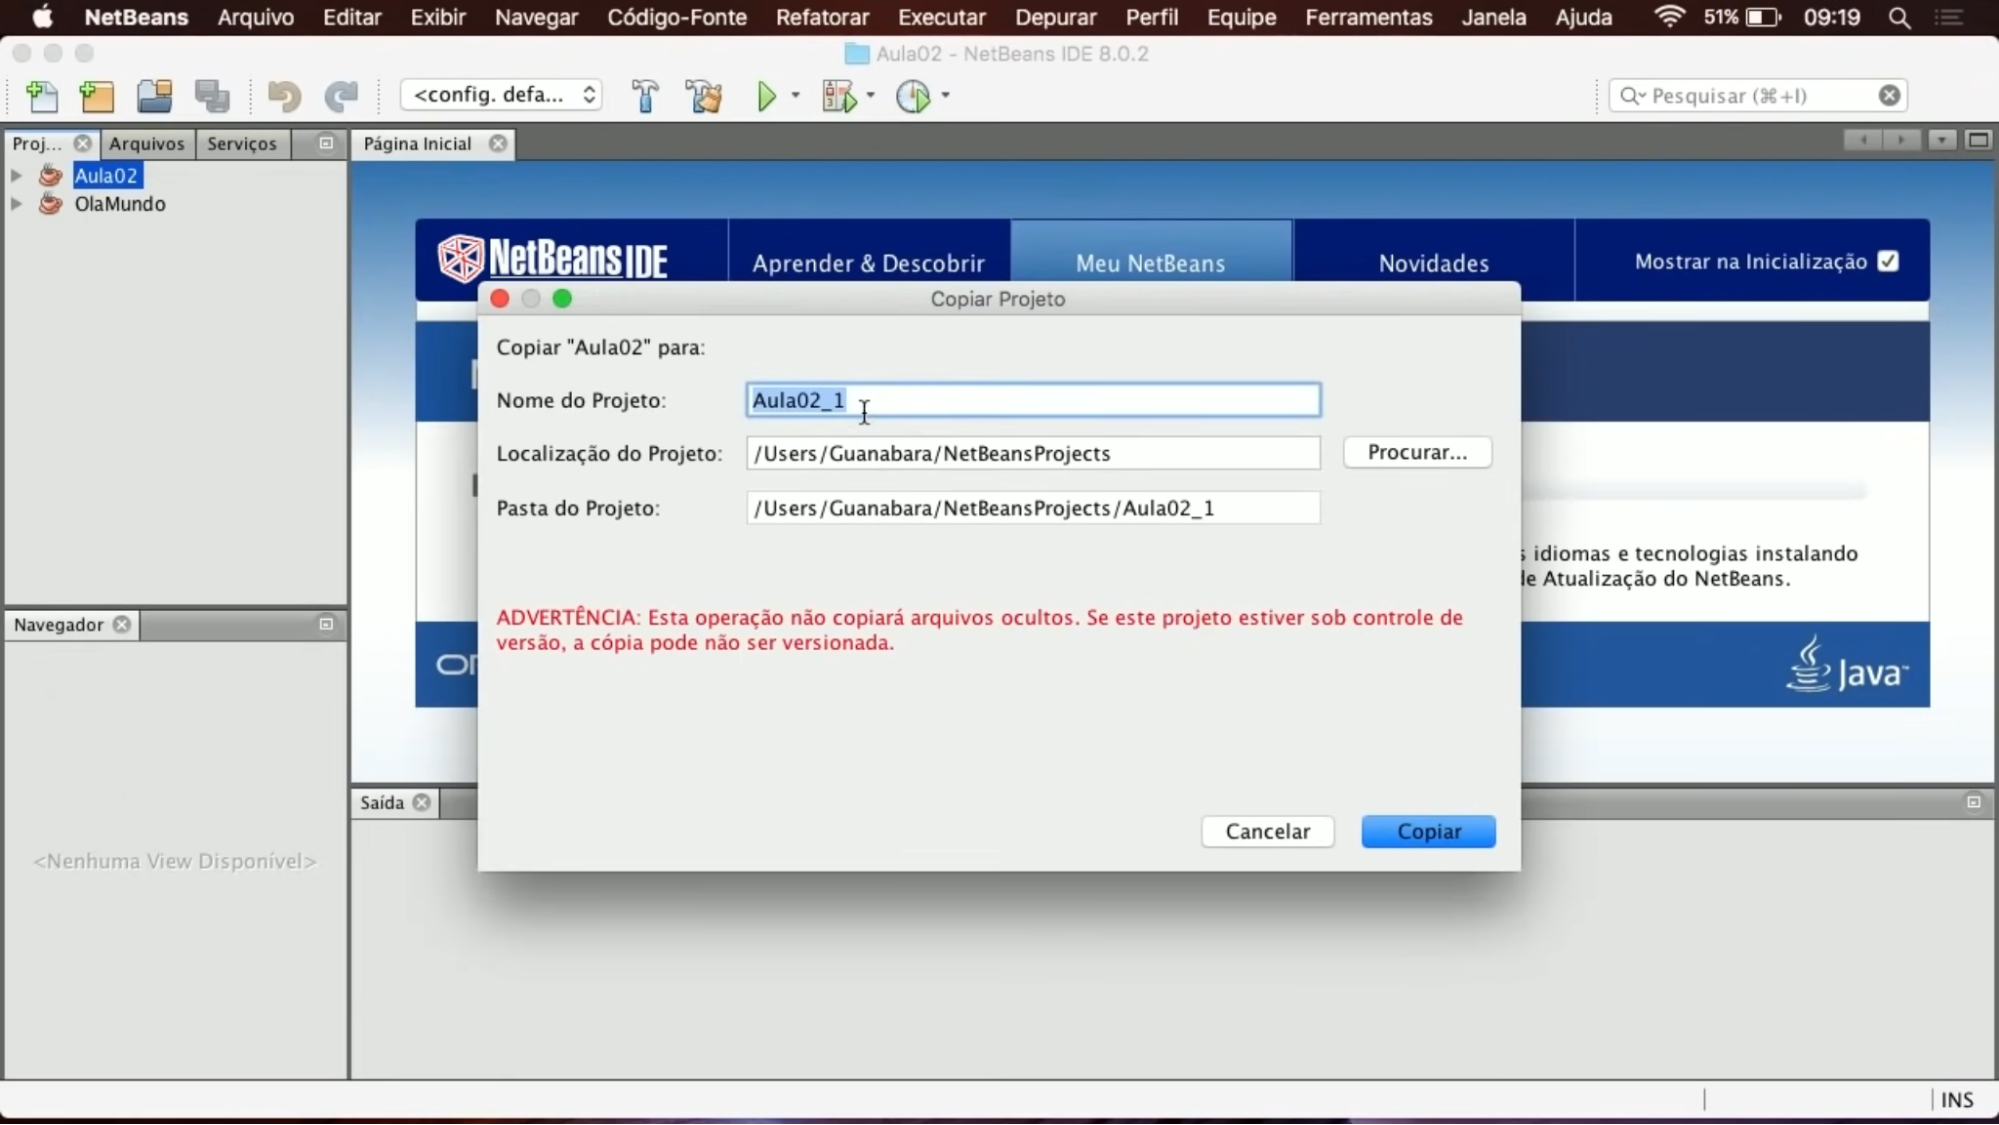 NetBeans Arquivo Editar Exibir Navegar Código-Fonte Refatorar Executar Depurar Perfil Equipe Ferramentas Janela Ajuda 51% 09:19
Aula02 - NetBeans IDE 8.0.2
<config. defa... Pesquisar (⌘+I)
Proj... Arquivos Serviços Página Inicial
Aula02
OlaMundo
NetBeans IDE Aprender & Descobrir Meu NetBeans Novidades Mostrar na Inicialização
Copiar Projeto
Copiar "Aula02" para:
Nome do Projeto: Aula02_1
Localização do Projeto: /Users/Guanabara/NetBeansProjects Procurar...
Pasta do Projeto: /Users/Guanabara/NetBeansProjects/Aula02_1
idiomas e tecnologias instalando
de Atualização do NetBeans.
ADVERTÊNCIA: Esta operação não copiará arquivos ocultos. Se este projeto estiver sob controle de
versão, a cópia pode não ser versionada.
Navegador
Java™
Saída
Cancelar Copiar
<Nenhuma View Disponível>
INS